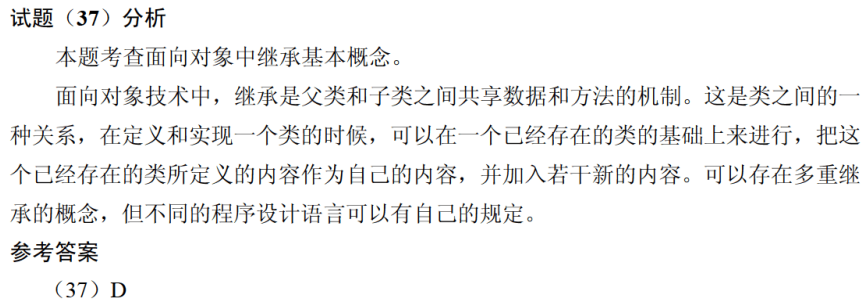 试题（37）分析
本题考查面向对象中继承基本概念。
面向对象技术中，继承是父类和子类之间共享数据和方法的机制。这是类之间的一
种关系，在定义和实现一个类的时候，可以在一个已经存在的类的基础上来进行，把这
个已经存在的类所定义的内容作为自己的内容，并加入若干新的内容。可以存在多重继
承的概念，但不同的程序设计语言可以有自己的规定。
参考答案
（37）D